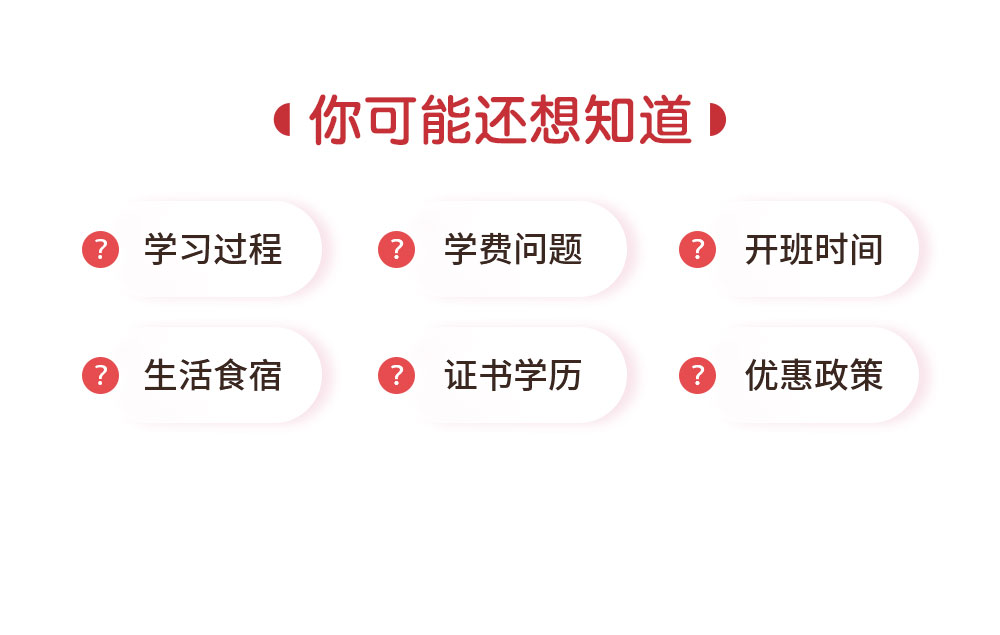 你可能还想知道
? 学习过程
? 学费问题
? 开班时间
? 生活食宿
? 证书学历
? 优惠政策